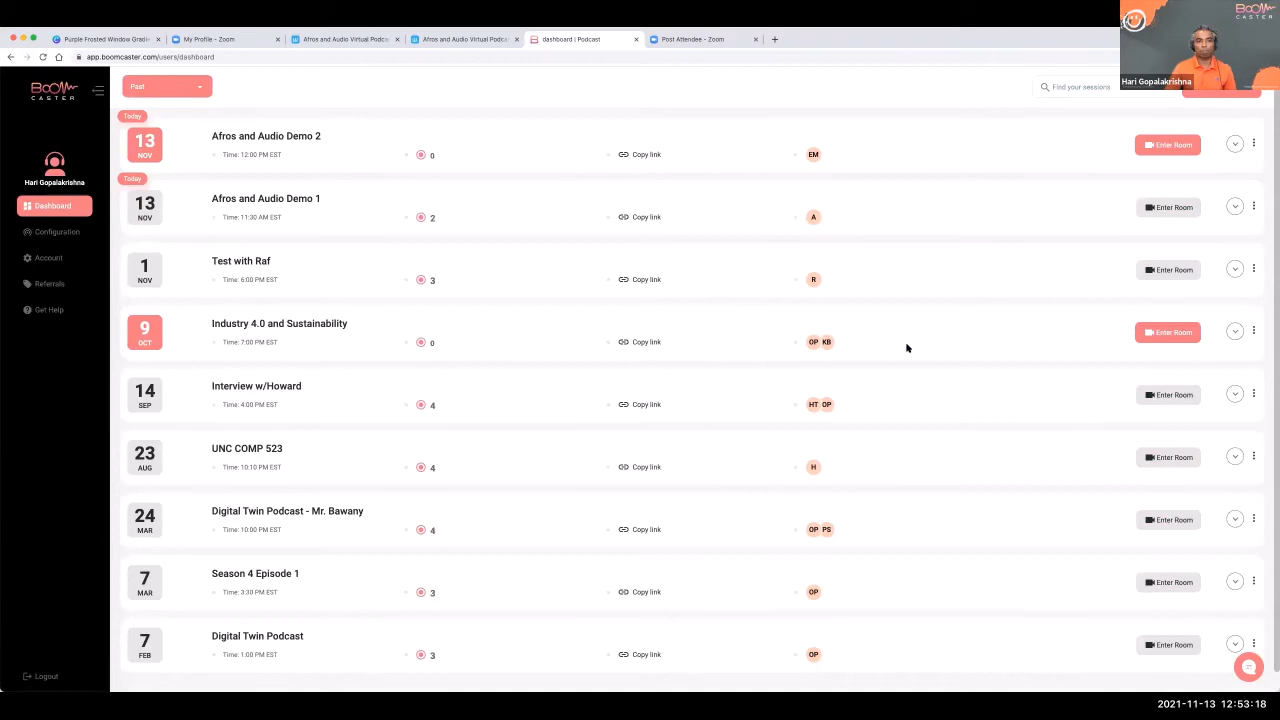 Purple Frosted Window Gradie
My Profile - Zoom
Afros and Audio Virtual Podca
Afros and Audio Virtual Podca
dashboard | Podcast
Post Attendee - Zoom
app.boomcaster.com/users/dashboard
BOOM CASTER
Hari Gopalakrishna
BOOM
CASTER
Past
Find your sessions
Hari Gopalakrishna
Dashboard
Configuration
Account
Referrals
Get Help
Logout
Today
13 NOV
Afros and Audio Demo 2
Time: 12:00 PM EST 0 Copy link EM Enter Room
Today
13 NOV
Afros and Audio Demo 1
Time: 11:30 AM EST 2 Copy link A Enter Room
1 NOV
Test with Raf
Time: 6:00 PM EST 3 Copy link R Enter Room
9 OCT
Industry 4.0 and Sustainability
Time: 7:00 PM EST 0 Copy link OP KB Enter Room
14 SEP
Interview w/Howard
Time: 4:00 PM EST 4 Copy link HT OP Enter Room
23 AUG
UNC COMP 523
Time: 10:10 PM EST 4 Copy link H Enter Room
24 MAR
Digital Twin Podcast - Mr. Bawany
Time: 10:00 PM EST 4 Copy link OP PS Enter Room
7 MAR
Season 4 Episode 1
Time: 3:30 PM EST 3 Copy link OP Enter Room
7 FEB
Digital Twin Podcast
Time: 1:00 PM EST 3 Copy link OP Enter Room
2021-11-13 12:53:18